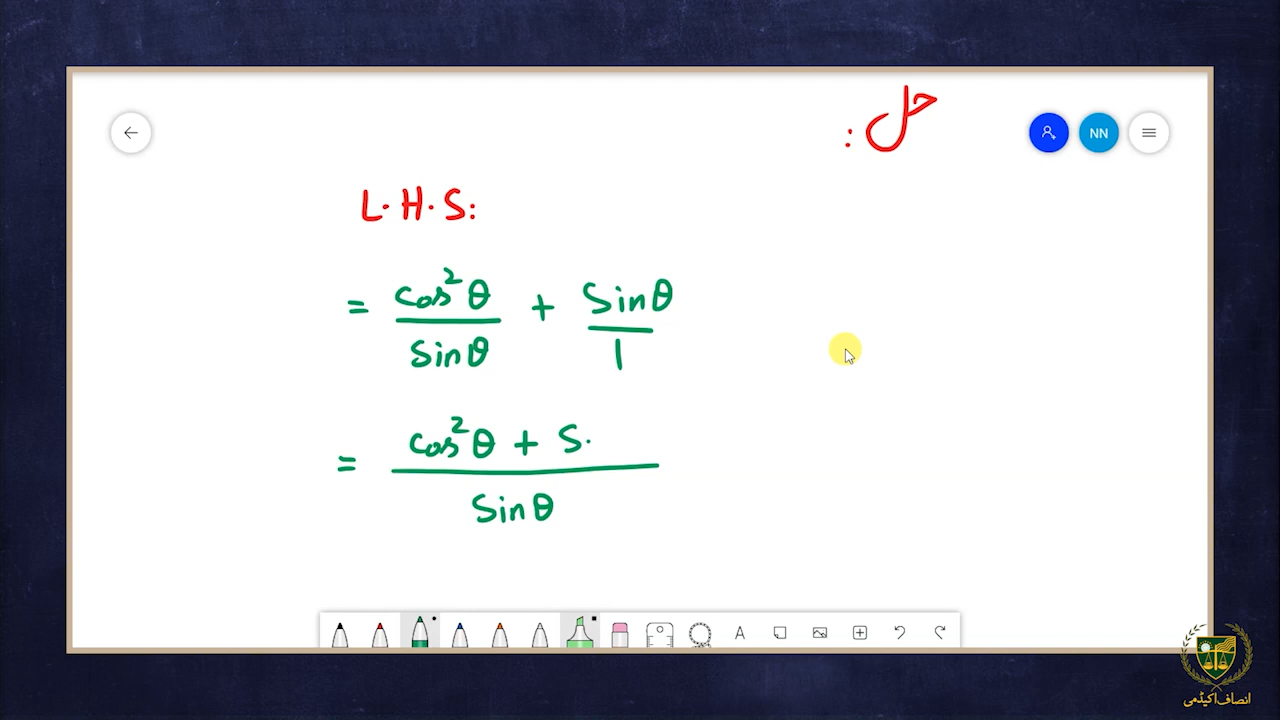 حل :
NN
L.H.S:
= cos²θ/sinθ + Sinθ/1
= cos²θ + S. / Sinθ
A
انصاف اکیڈمی